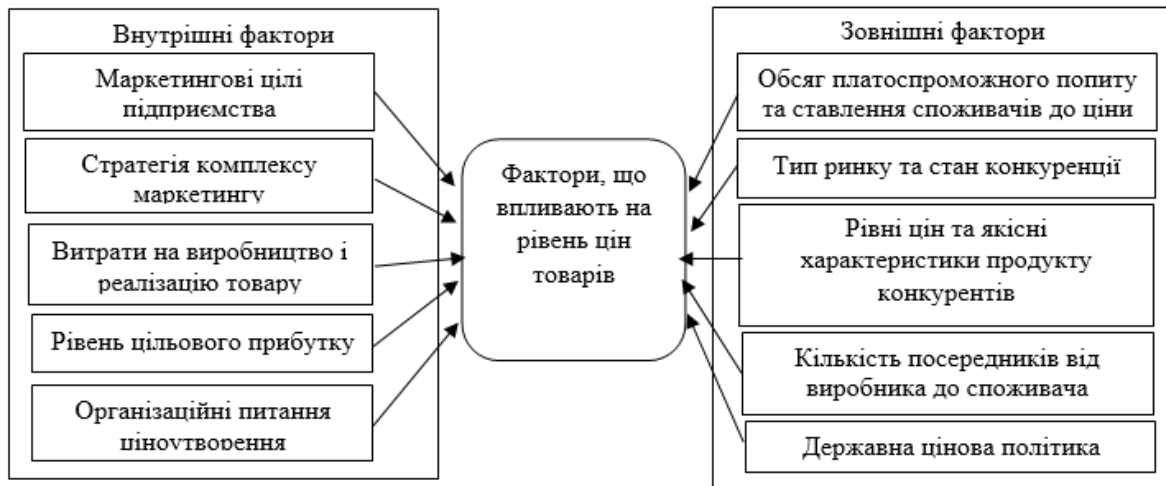 Внутрішні фактори
Маркетингові цілі
підприємства
Стратегія комплексу
маркетингу
Витрати на виробництво і
реалізацію товару
Рівень цільового прибутку
Організаційні питання
ціноутворення
Фактори, що
впливають на
рівень цін
товарів
Зовнішні фактори
Обсяг платоспроможного попиту
та ставлення споживачів до ціни
Тип ринку та стан конкуренції
Рівні цін та якісні
характеристики продукту
конкурентів
Кількість посередників від
виробника до споживача
Державна цінова політика